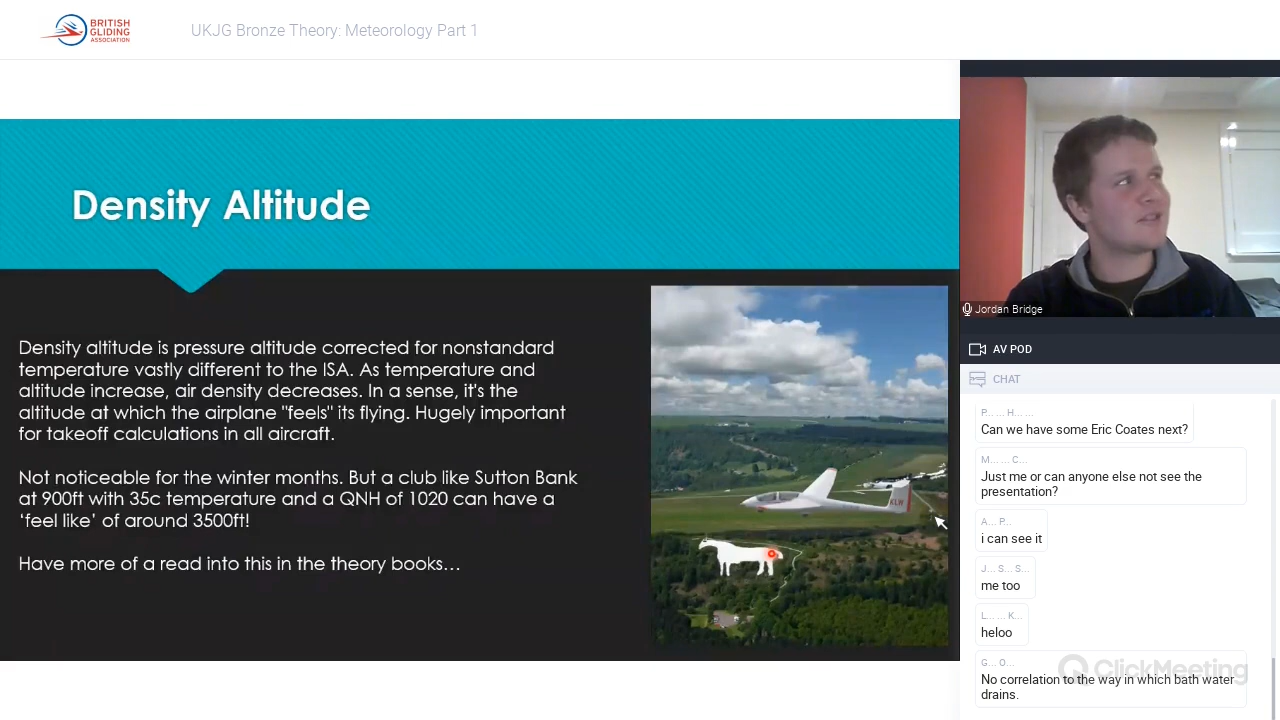 BRITISH
GLIDING
ASSOCIATION
UKJG Bronze Theory: Meteorology Part 1
Density Altitude
Density altitude is pressure altitude corrected for nonstandard
temperature vastly different to the ISA. As temperature and
altitude increase, air density decreases. In a sense, it's the
altitude at which the airplane "feels" its flying. Hugely important
for takeoff calculations in all aircraft.
Not noticeable for the winter months. But a club like Sutton Bank
at 900ft with 35c temperature and a QNH of 1020 can have a
‘feel like’ of around 3500ft!
Have more of a read into this in the theory books…
KLW
Jordan Bridge
AV POD
CHAT
P... ... H... ...
Can we have some Eric Coates next?
M... ... C...
Just me or can anyone else not see the
presentation?
A... P...
i can see it
J... S... S...
me too
L... ... K...
heloo
G... O...
No correlation to the way in which bath water
drains.
ClickMeeting